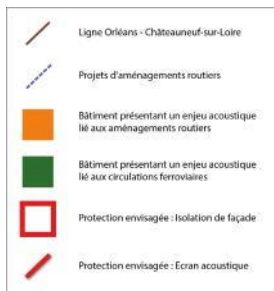 Ligne Orléans - Châteauneuf-sur-Loire
Projets d'aménagements routiers
Bâtiment présentant un enjeu acoustique
lié aux aménagements routiers
Bâtiment présentant un enjeu acoustique
lié aux circulations ferroviaires
Protection envisagée : Isolation de façade
Protection envisagée : Ecran acoustique